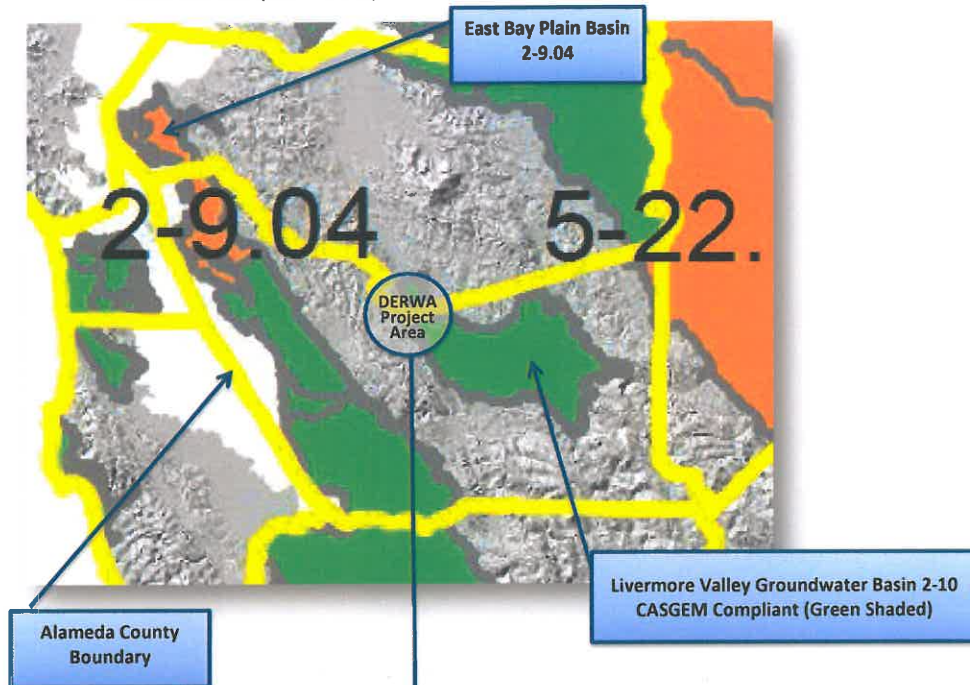 East Bay Plain Basin
2-9.04
2-9.04
5-22.
DERWA
Project
Area
Livermore Valley Groundwater Basin 2-10
CASGEM Compliant (Green Shaded)
Alameda County
Boundary